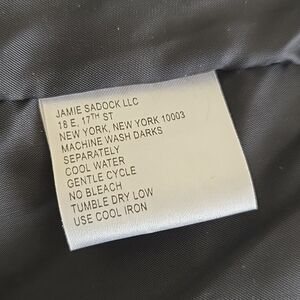 JAMIE SADOCK LLC
18 E, 17TH ST
NEW YORK, NEW YORK 10003
MACHINE WASH DARKS
SEPARATELY
COOL WATER
GENTLE CYCLE
NO BLEACH
TUMBLE DRY LOW
USE COOL IRON